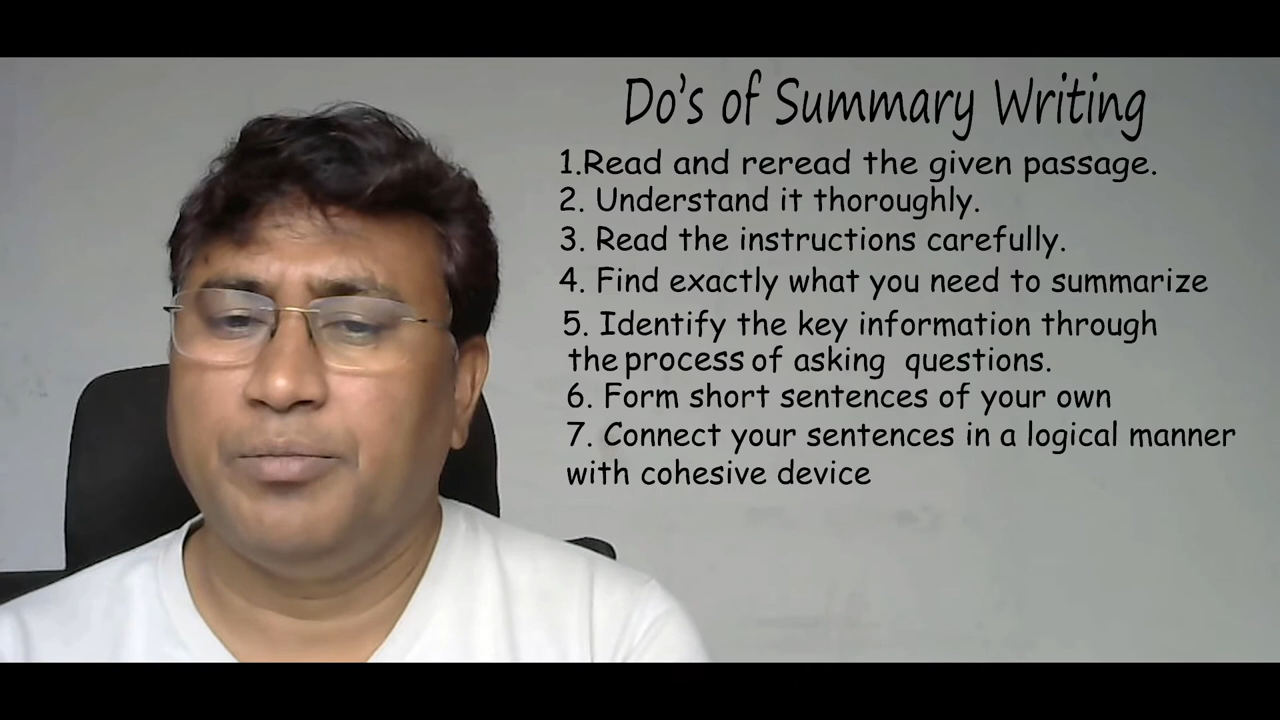 Do's of Summary Writing
1.Read and reread the given passage.
2. Understand it thoroughly.
3. Read the instructions carefully.
4. Find exactly what you need to summarize
5. Identify the key information through
the process of asking questions.
6. Form short sentences of your own
7. Connect your sentences in a logical manner
with cohesive device